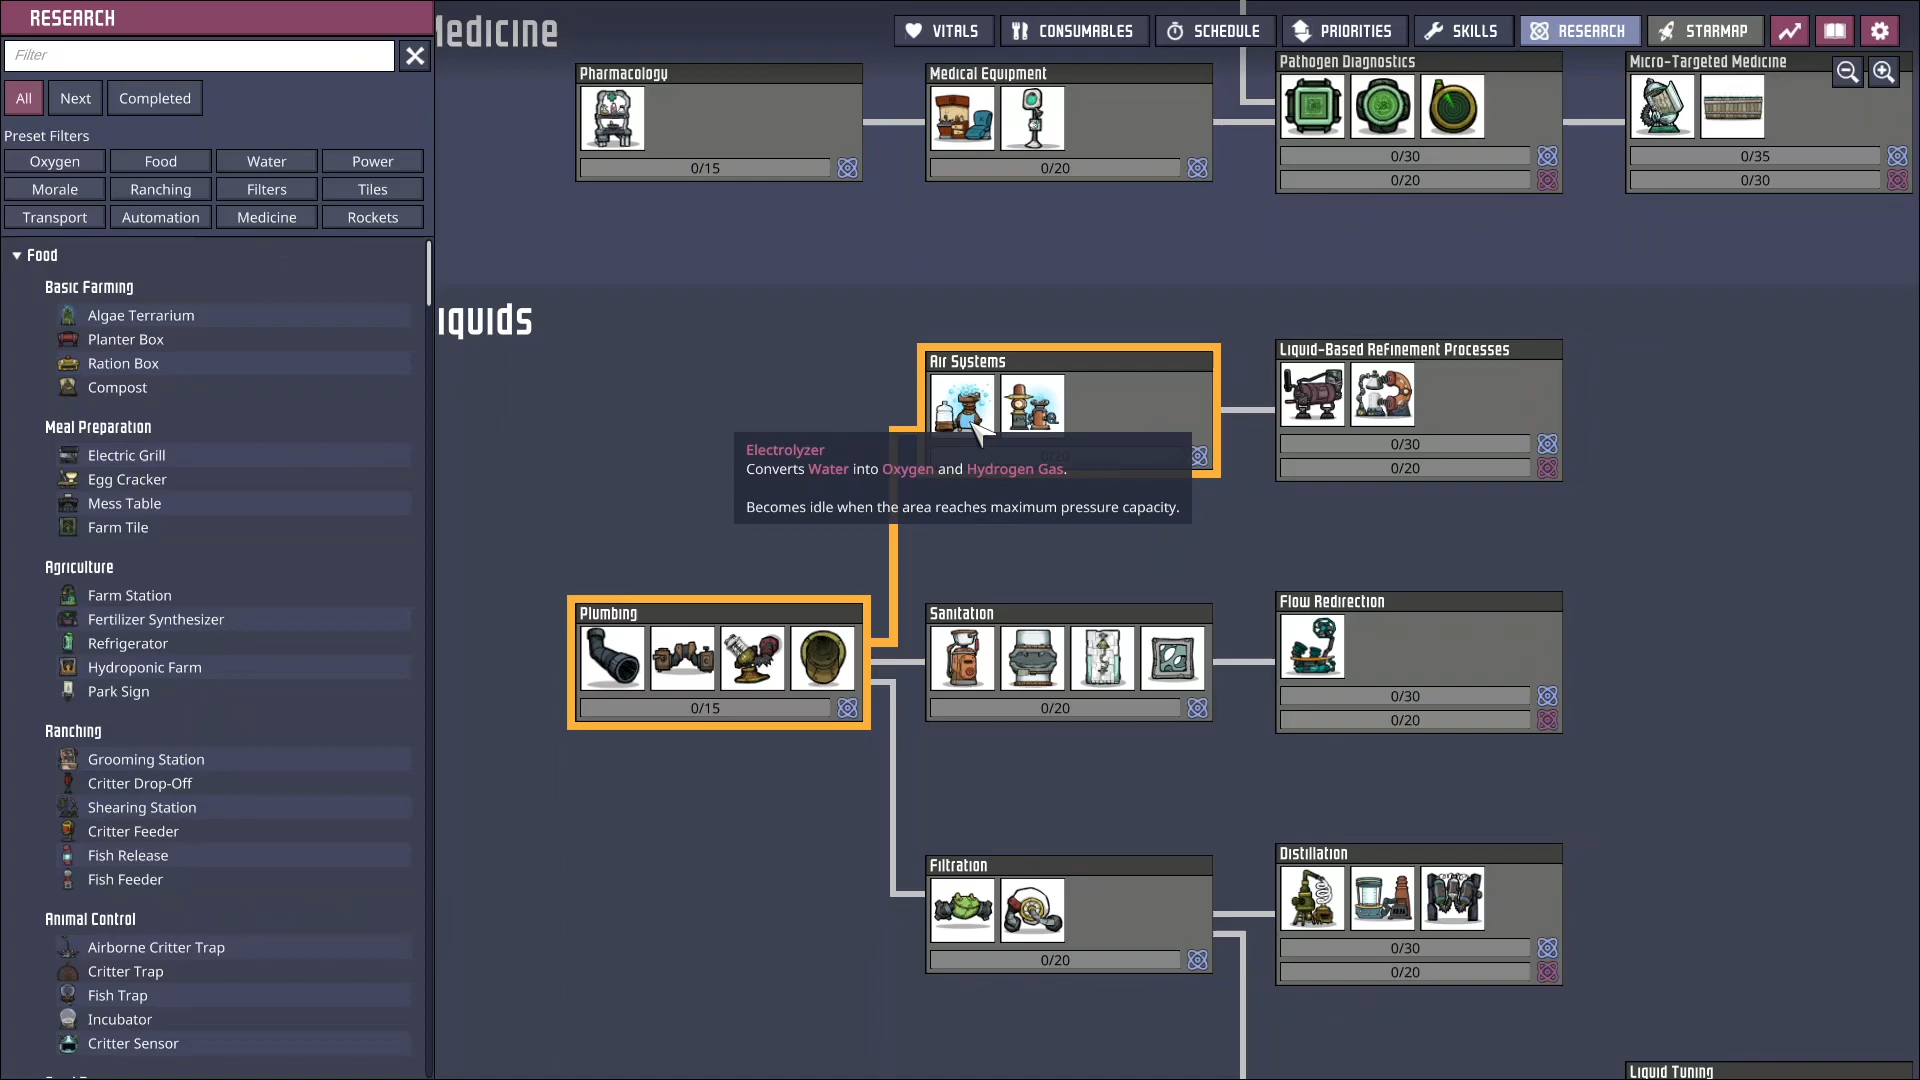 RESEARCH
Filter
All
Next
Completed
Preset Filters
Oxygen
Food
Water
Power
Morale
Ranching
Filters
Tiles
Transport
Automation
Medicine
Rockets
Food
Basic Farming
Algae Terrarium
Planter Box
Ration Box
Compost
Meal Preparation
Electric Grill
Egg Cracker
Mess Table
Farm Tile
Agriculture
Farm Station
Fertilizer Synthesizer
Refrigerator
Hydroponic Farm
Park Sign
Ranching
Grooming Station
Critter Drop-Off
Shearing Station
Critter Feeder
Fish Release
Fish Feeder
Animal Control
Airborne Critter Trap
Critter Trap
Fish Trap
Incubator
Critter Sensor
Medicine
VITALS
CONSUMABLES
SCHEDULE
PRIORITIES
SKILLS
RESEARCH
STARMAP
Pharmacology
0/15
Medical Equipment
0/20
Pathogen Diagnostics
0/30
0/20
Micro-Targeted Medicine
0/35
0/30
iquids
Air Systems
Electrolyzer
Converts Water into Oxygen and Hydrogen Gas.
Becomes idle when the area reaches maximum pressure capacity.
Liquid-Based Refinement Processes
0/30
0/20
Plumbing
0/15
Sanitation
0/20
Flow Redirection
0/30
0/20
Filtration
0/20
Distillation
0/30
0/20
Liquid Tuning